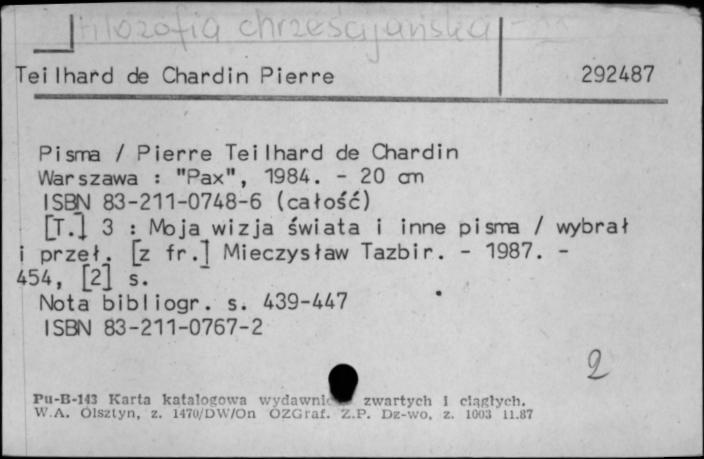 filozofia chrześcijańska
Teilhard de Chardin Pierre 292487
Pisma / Pierre Teilhard de Chardin
Warszawa : "Pax", 1984. - 20 cm
ISBN 83-211-0748-6 (całość)
[T.] 3 : Moja wizja świata i inne pisma / wybrał
i przeł. [z fr.] Mieczysław Tazbir. - 1987. -
454, [2] s.
Nota bibliogr. s. 439-447
ISBN 83-211-0767-2
2
Pu-B-143 Karta katalogowa zwartych i ciągłych.
W.A. Olsztyn, z. 1470/DW/On OZGraf. Z.P. Dz-wo, z. 1003 11.87